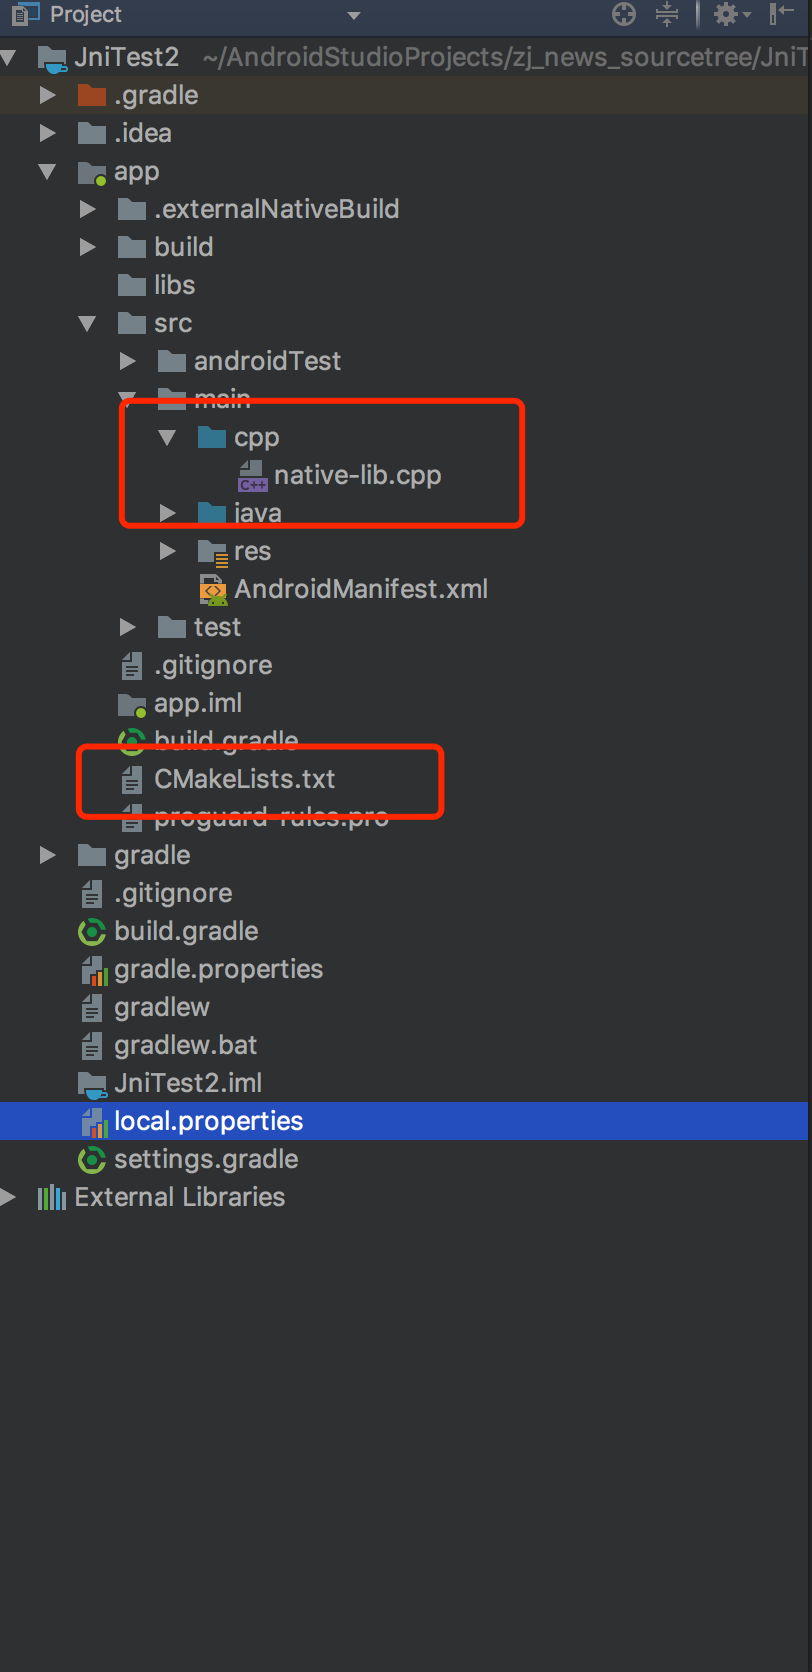 Project
JniTest2 ~/AndroidStudioProjects/zj_news_sourcetree/JniT
.gradle
.idea
app
.externalNativeBuild
build
libs
src
androidTest
main
cpp
C++ native-lib.cpp
java
res
AndroidManifest.xml
test
.gitignore
app.iml
build.gradle
CMakeLists.txt
proguard-rules.pro
gradle
.gitignore
build.gradle
gradle.properties
gradlew
gradlew.bat
JniTest2.iml
local.properties
settings.gradle
External Libraries